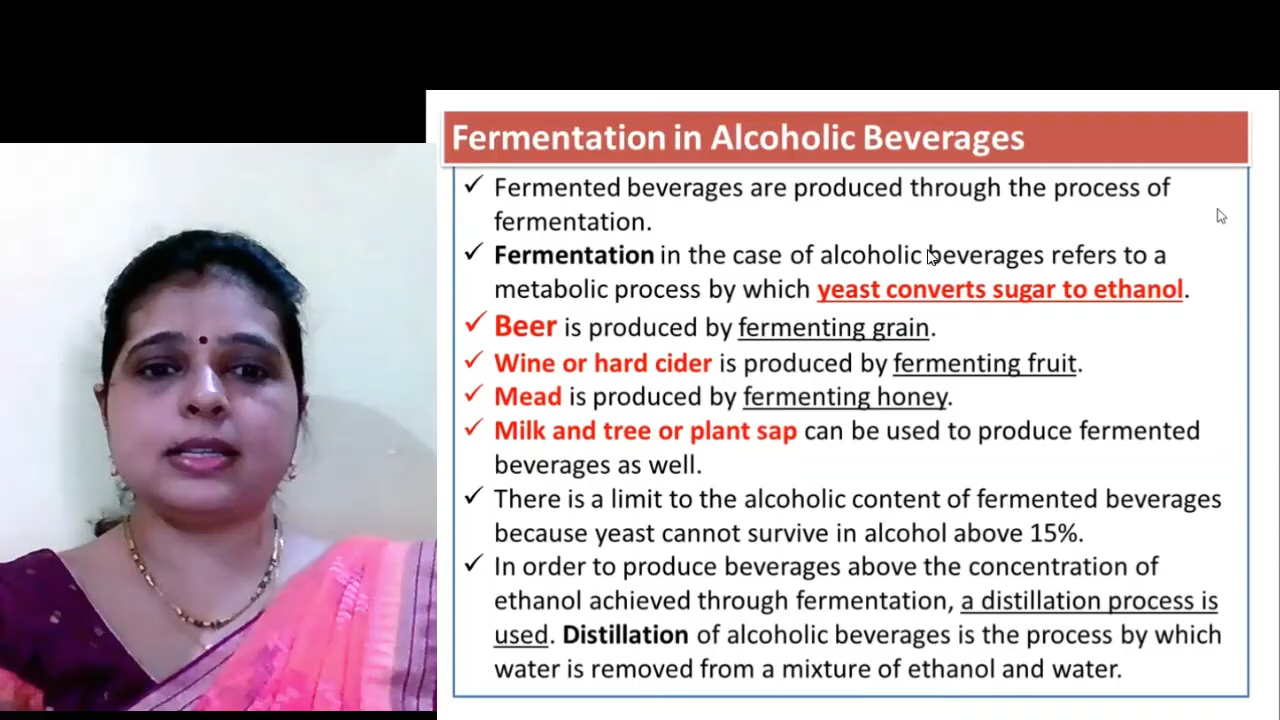 Fermentation in Alcoholic Beverages
✓ Fermented beverages are produced through the process of
fermentation.
✓ Fermentation in the case of alcoholic beverages refers to a
metabolic process by which yeast converts sugar to ethanol.
✓ Beer is produced by fermenting grain.
✓ Wine or hard cider is produced by fermenting fruit.
✓ Mead is produced by fermenting honey.
✓ Milk and tree or plant sap can be used to produce fermented
beverages as well.
✓ There is a limit to the alcoholic content of fermented beverages
because yeast cannot survive in alcohol above 15%.
✓ In order to produce beverages above the concentration of
ethanol achieved through fermentation, a distillation process is
used. Distillation of alcoholic beverages is the process by which
water is removed from a mixture of ethanol and water.